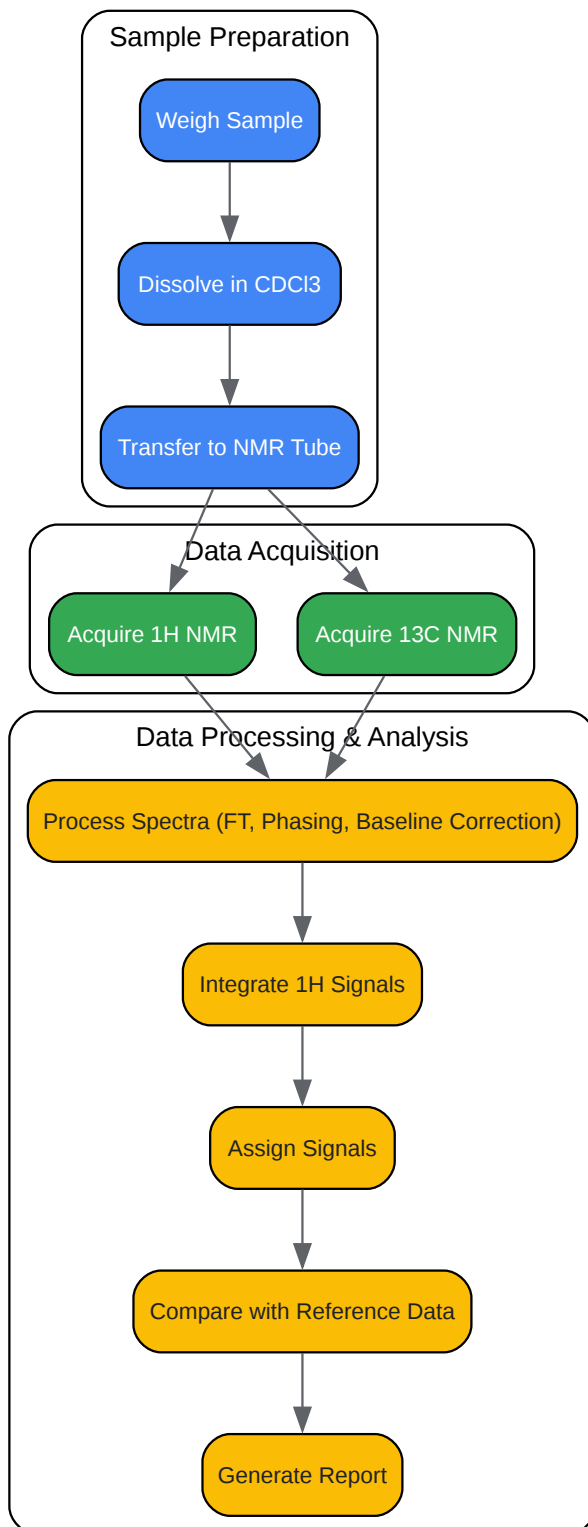 Sample Preparation
Weigh Sample
Dissolve in CDCl3
Transfer to NMR Tube
Data Acquisition
Acquire 1H NMR
Acquire 13C NMR
Data Processing & Analysis
Process Spectra (FT, Phasing, Baseline Correction)
Integrate 1H Signals
Assign Signals
Compare with Reference Data
Generate Report